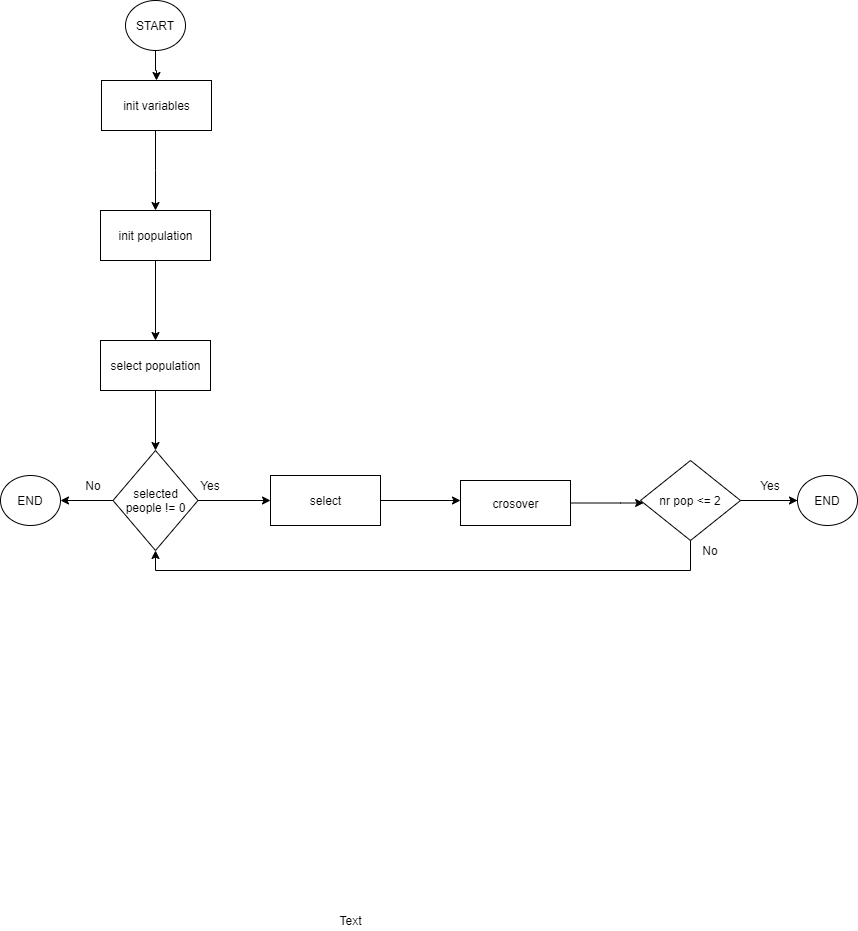 START
init variables
init population
select population
No
selected
people != 0
Yes
END
select
crosover
nr pop <= 2
Yes
END
No
Text